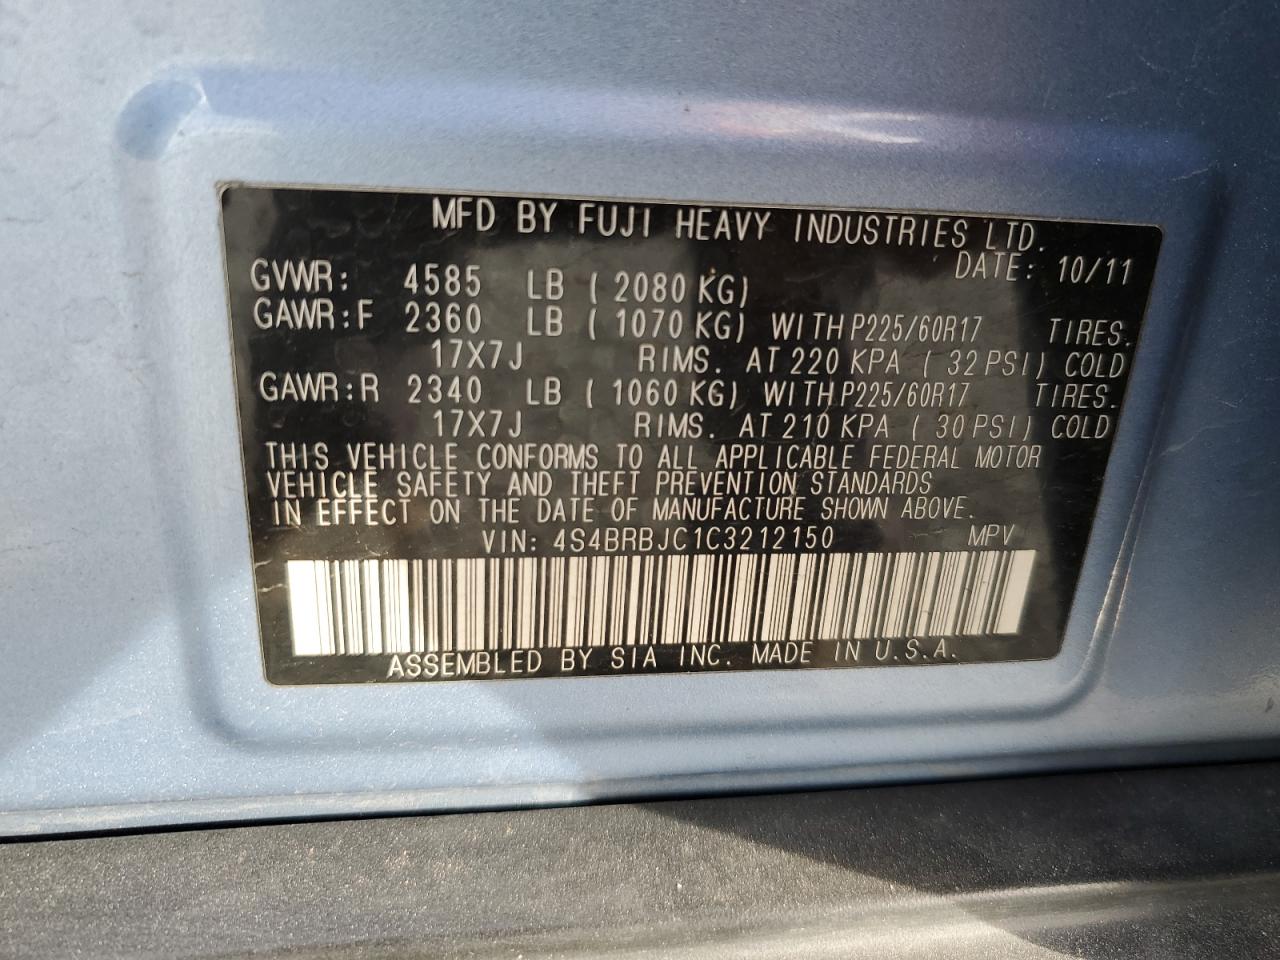 MFD BY FUJI HEAVY INDUSTRIES LTD.
DATE: 10/11
GVWR: 4585 LB ( 2080 KG)
GAWR:F 2360 LB ( 1070 KG) WITH P225/60R17 TIRES.
17X7J RIMS. AT 220 KPA ( 32 PSI) COLD
GAWR:R 2340 LB ( 1060 KG) WITH P225/60R17 TIRES.
17X7J RIMS. AT 210 KPA ( 30 PSI) COLD
THIS VEHICLE CONFORMS TO ALL APPLICABLE FEDERAL MOTOR
VEHICLE SAFETY AND THEFT PREVENTION STANDARDS
IN EFFECT ON THE DATE OF MANUFACTURE SHOWN ABOVE.
VIN: 4S4BRBJC1C3212150 MPV
ASSEMBLED BY SIA INC. MADE IN U.S.A.